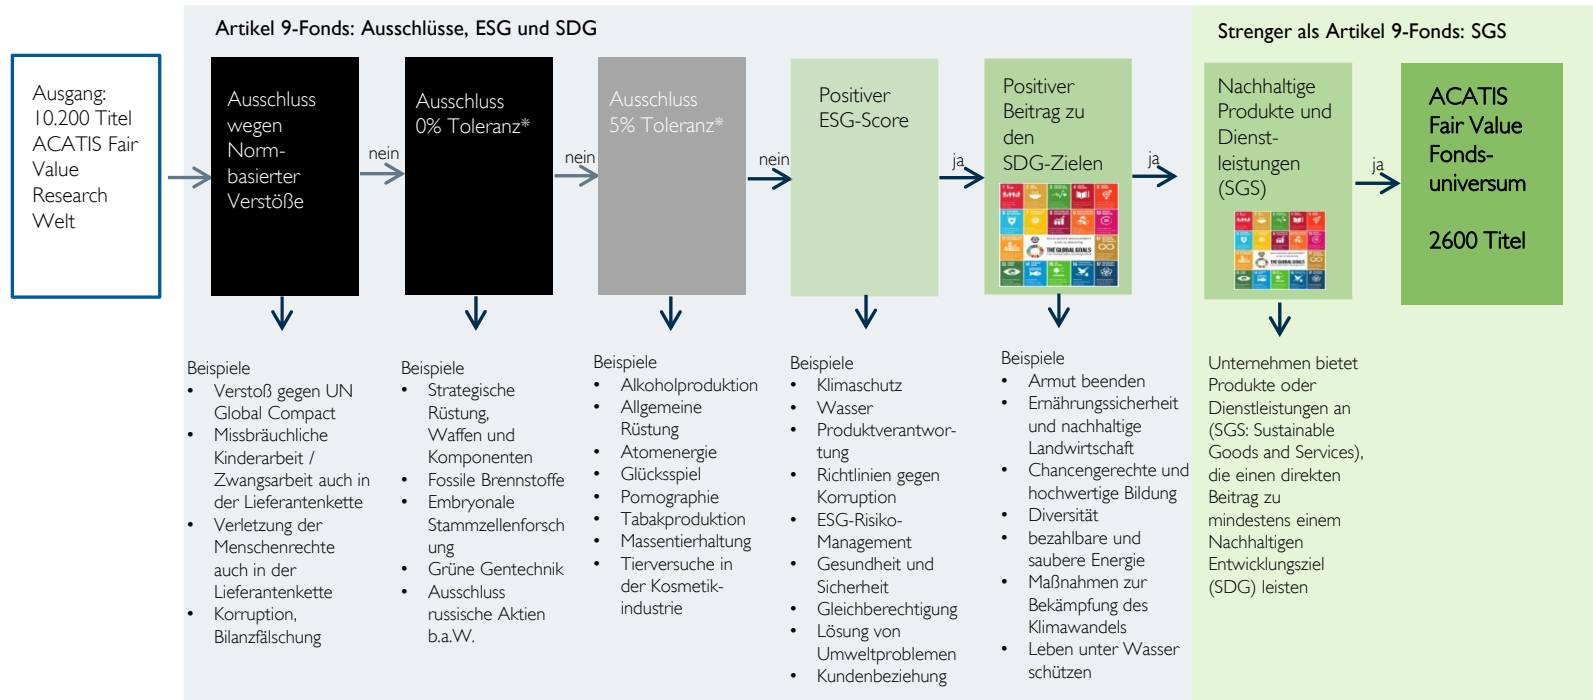 Artikel 9-Fonds: Ausschlüsse, ESG und SDG
Strenger als Artikel 9-Fonds: SGS
Ausgang:
10.200 Titel
ACATIS Fair
Value
Research
Welt
Ausschluss
wegen
Norm-
basierter
Verstöße
nein
Ausschluss
0% Toleranz*
nein
Ausschluss
5% Toleranz*
nein
Positiver
ESG-Score
ja
Positiver
Beitrag zu
den
SDG-Zielen
THE GLOBAL GOALS
ja
Nachhaltige
Produkte und
Dienst-
leistungen
(SGS)
THE GLOBAL GOALS
ja
ACATIS
Fair Value
Fonds-
universum
2600 Titel
Beispiele
• Verstoß gegen UN
Global Compact
• Missbräuchliche
Kinderarbeit /
Zwangsarbeit auch in
der Lieferantenkette
• Verletzung der
Menschenrechte
auch in der
Lieferantenkette
• Korruption,
Bilanzfälschung
Beispiele
• Strategische
Rüstung,
Waffen und
Komponenten
• Fossile Brennstoffe
• Embryonale
Stammzellenforsch
ung
• Grüne Gentechnik
• Ausschluss
russische Aktien
b.a.W.
Beispiele
• Alkoholproduktion
• Allgemeine
Rüstung
• Atomenergie
• Glücksspiel
• Pornographie
• Tabakproduktion
• Massentierhaltung
• Tierversuche in
der Kosmetik-
industrie
Beispiele
• Klimaschutz
• Wasser
• Produktverantwor-
tung
• Richtlinien gegen
Korruption
• ESG-Risiko-
Management
• Gesundheit und
Sicherheit
• Gleichberechtigung
• Lösung von
Umweltproblemen
• Kundenbeziehung
Beispiele
• Armut beenden
• Ernährungssicherheit
und nachhaltige
Landwirtschaft
• Chancengerechte und
hochwertige Bildung
• Diversität
• bezahlbare und
saubere Energie
• Maßnahmen zur
Bekämpfung des
Klimawandels
• Leben unter Wasser
schützen
Unternehmen bietet
Produkte oder
Dienstleistungen an
(SGS: Sustainable
Goods and Services),
die einen direkten
Beitrag zu
mindestens einem
Nachhaltigen
Entwicklungsziel
(SDG) leisten